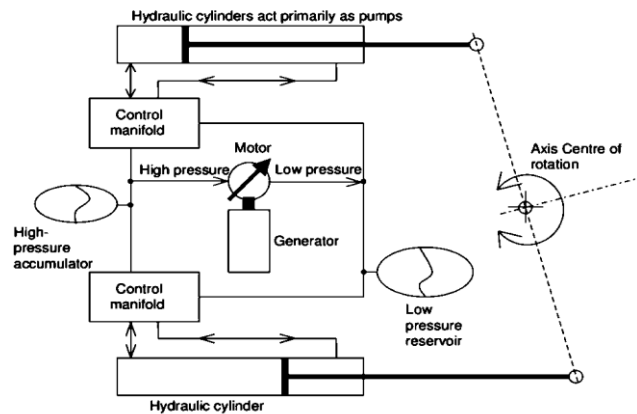 Hydraulic cylinders act primarily as pumps
Control
manifold
Motor
High pressure
Low pressure
Axis Centre of
rotation
High-
pressure
accumulator
Generator
Control
manifold
Low
pressure
reservoir
Hydraulic cylinder